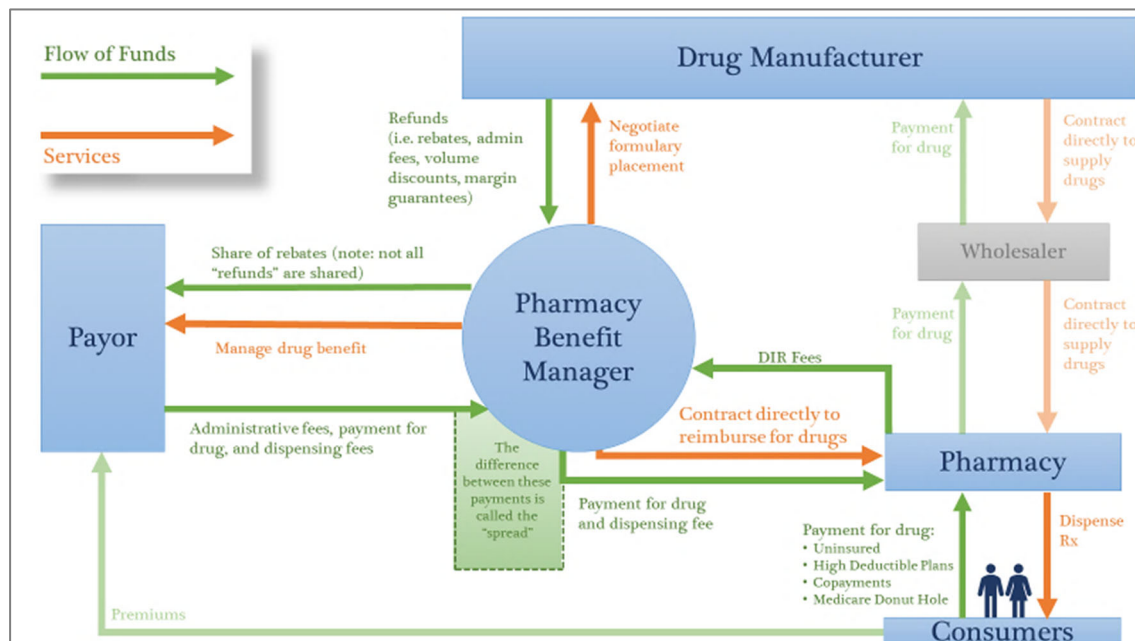 Flow of Funds
Services
Drug Manufacturer
Refunds
(i.e. rebates, admin
fees, volume
discounts, margin
guarantees)
Negotiate
formulary
placement
Payment
for drug
Contract
directly to
supply
drugs
Share of rebates (note: not all
“refunds” are shared)
Wholesaler
Payor
Pharmacy
Benefit
Manager
Manage drug benefit
Payment
for drug
Contract
directly to
supply
drugs
DIR Fees
Administrative fees, payment for
drug, and dispensing fees
Contract directly to
reimburse for drugs
The
difference
between these
payments is
called the
“spread”
Pharmacy
Payment for drug
and dispensing fee
Payment for drug:
• Uninsured
• High Deductible Plans
• Copayments
• Medicare Donut Hole
Dispense
Rx
Premiums
Consumers